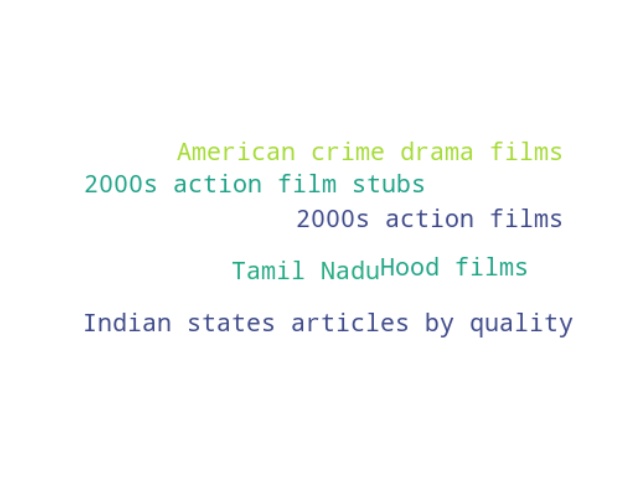 American crime drama films
2000s action film stubs
2000s action films
Tamil Nadu
Hood films
Indian states articles by quality